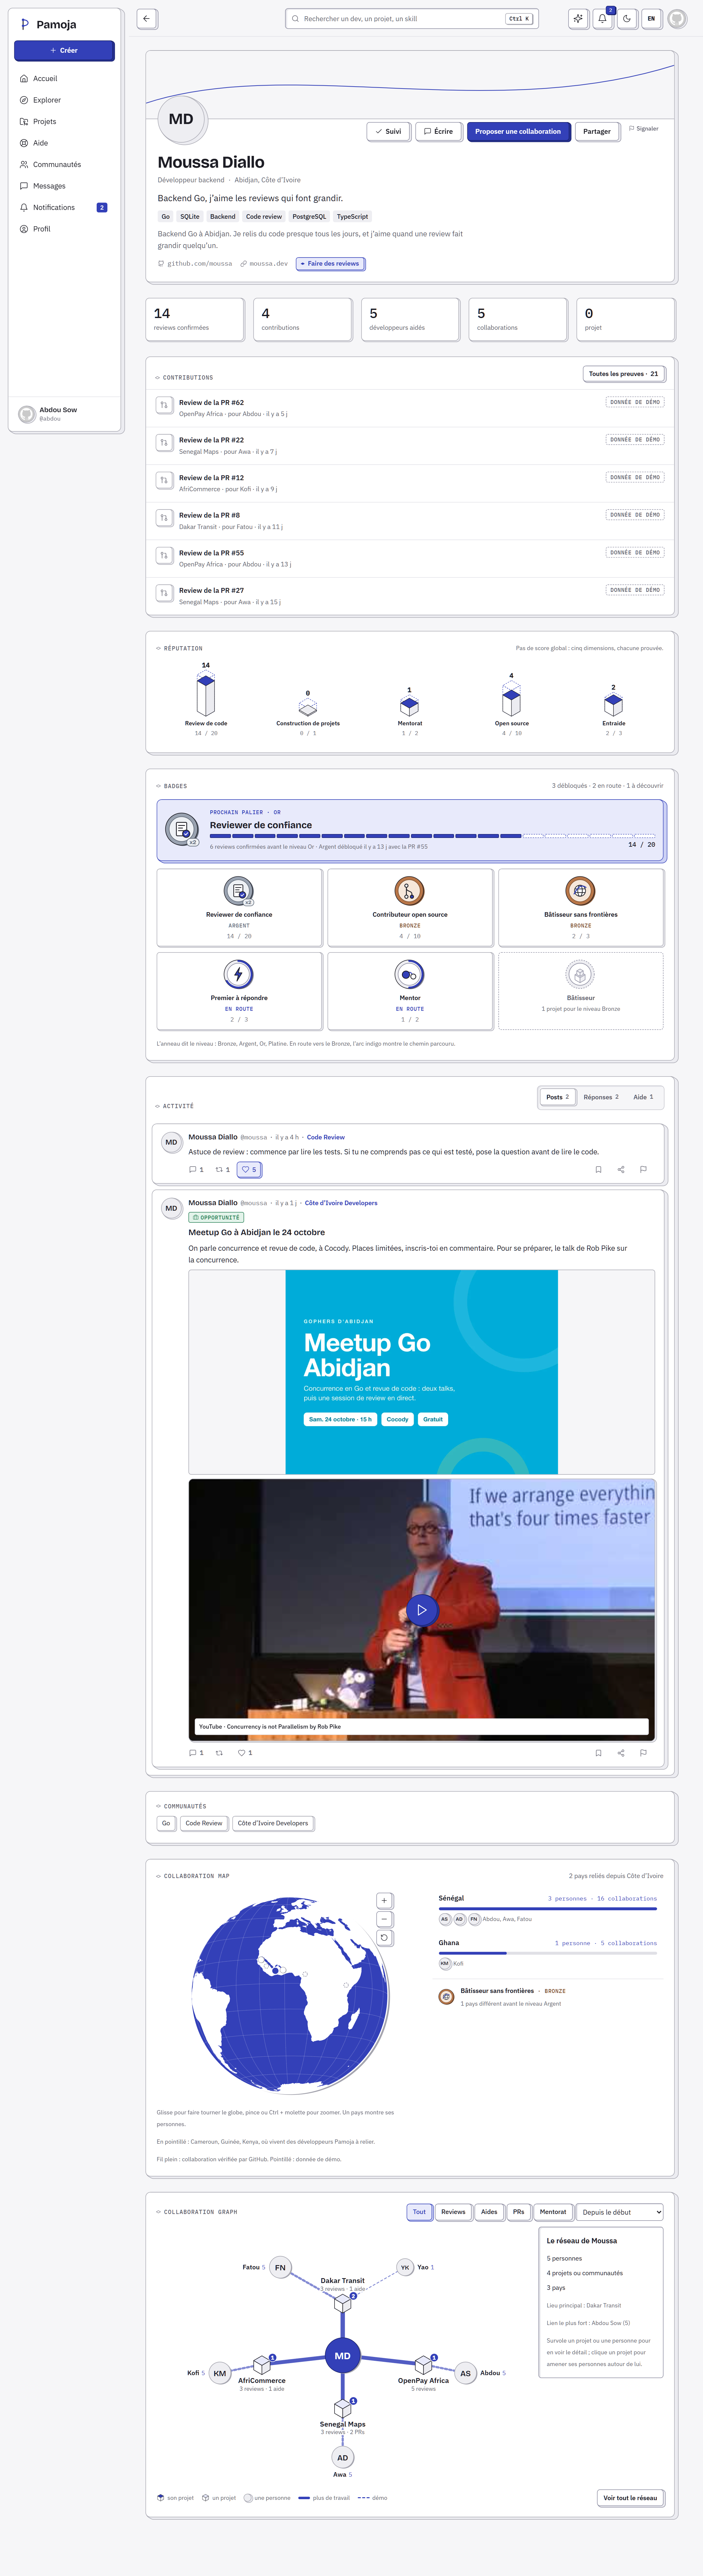 Pamoja
+ Créer
Accueil
Explorer
Projets
Aide
Communautés
Messages
Notifications 2
Profil
Abdou Sow
@abdou
Rechercher un dev, un projet, un skill
Ctrl K
2
EN
MD
Suivi
Écrire
Proposer une collaboration
Partager
Signaler
Moussa Diallo
Développeur backend · Abidjan, Côte d'Ivoire
Backend Go, j'aime les reviews qui font grandir.
Go SQLite Backend Code review PostgreSQL TypeScript
Backend Go à Abidjan. Je relis du code presque tous les jours, et j'aime quand une review fait
grandir quelqu'un.
github.com/moussa
moussa.dev
Faire des reviews
14
reviews confirmées
4
contributions
5
développeurs aidés
5
collaborations
0
projet
CONTRIBUTIONS
Toutes les preuves · 21
Review de la PR #62
OpenPay Africa · pour Abdou · il y a 5 j
DONNÉE DE DÉMO
Review de la PR #22
Senegal Maps · pour Awa · il y a 7 j
DONNÉE DE DÉMO
Review de la PR #12
AfriCommerce · pour Kofi · il y a 9 j
DONNÉE DE DÉMO
Review de la PR #8
Dakar Transit · pour Fatou · il y a 11 j
DONNÉE DE DÉMO
Review de la PR #55
OpenPay Africa · pour Abdou · il y a 13 j
DONNÉE DE DÉMO
Review de la PR #27
Senegal Maps · pour Awa · il y a 15 j
DONNÉE DE DÉMO
RÉPUTATION
Pas de score global : cinq dimensions, chacune prouvée.
14
Review de code
14 / 20
0
Construction de projets
0 / 1
1
Mentorat
1 / 2
4
Open source
4 / 10
2
Entraide
2 / 3
BADGES
3 débloqués · 2 en route · 1 à découvrir
PROCHAIN PALIER · OR
Reviewer de confiance
x2
6 reviews confirmées avant le niveau Or · Argent débloqué il y a 13 j avec la PR #55
14 / 20
x2
Reviewer de confiance
ARGENT
14 / 20
Contributeur open source
BRONZE
4 / 10
Bâtisseur sans frontières
BRONZE
2 / 3
Premier à répondre
EN ROUTE
2 / 3
Mentor
EN ROUTE
1 / 2
Bâtisseur
1 projet pour le niveau Bronze
L'anneau dit le niveau : Bronze, Argent, Or, Platine. En route vers le Bronze, l'arc indigo montre le chemin parcouru.
ACTIVITÉ
Posts 2
Réponses 2
Aide 1
MD
Moussa Diallo @moussa · il y a 4 h · Code Review
Astuce de review : commence par lire les tests. Si tu ne comprends pas ce qui est testé, pose la question avant de lire le code.
1 1 5
MD
Moussa Diallo @moussa · il y a 1 j · Côte d'Ivoire Developers
OPPORTUNITÉ
Meetup Go à Abidjan le 24 octobre
On parle concurrence et revue de code, à Cocody. Places limitées, inscris-toi en commentaire. Pour se préparer, le talk de Rob Pike sur
la concurrence.
GOPHERS D'ABIDJAN
Meetup Go
Abidjan
Concurrence en Go et revue de code : deux talks,
puis une session de review en direct.
Sam. 24 octobre · 15 h
Cocody
Gratuit
If we arrange everythin
that's four times faster
YouTube · Concurrency is not Parallelism by Rob Pike
1 1
COMMUNAUTÉS
Go
Code Review
Côte d'Ivoire Developers
COLLABORATION MAP
2 pays reliés depuis Côte d'Ivoire
Sénégal
3 personnes · 16 collaborations
AS AD FN Abdou, Awa, Fatou
Ghana
1 personne · 5 collaborations
KM Kofi
Bâtisseur sans frontières · BRONZE
1 pays différent avant le niveau Argent
Glisse pour faire tourner le globe, pince ou Ctrl + molette pour zoomer. Un pays montre ses
personnes.
En pointillé : Cameroun, Guinée, Kenya, où vivent des développeurs Pamoja à relier.
Fil plein : collaboration vérifiée par GitHub. Pointillé : donnée de démo.
COLLABORATION GRAPH
Tout
Reviews
Aides
PRs
Mentorat
Depuis le début
Le réseau de Moussa
5 personnes
4 projets ou communautés
3 pays
Lieu principal : Dakar Transit
Lien le plus fort : Abdou Sow (5)
Survole un projet ou une personne pour
en voir le détail ; clique un projet pour
amener ses personnes autour de lui.
Fatou 5
FN
YK
Yao 1
Dakar Transit
3 reviews · 1 aide
2
MD
Kofi 5
KM
1
AfriCommerce
3 reviews · 1 aide
1
OpenPay Africa
5 reviews
AS
Abdou 5
1
Senegal Maps
3 reviews · 2 PRs
AD
Awa 5
son projet
un projet
une personne
plus de travail
démo
Voir tout le réseau